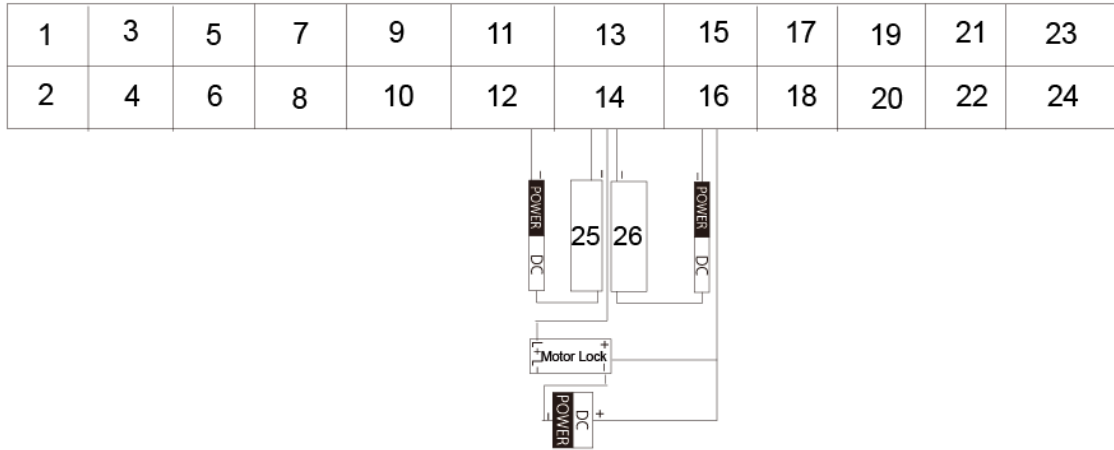 1 3 5 7 9 11 13 15 17 19 21 23
2 4 6 8 10 12 14 16 18 20 22 24
− − − −
POWER DC
25
26
POWER DC
L + L − Motor Lock + −
− POWER DC +